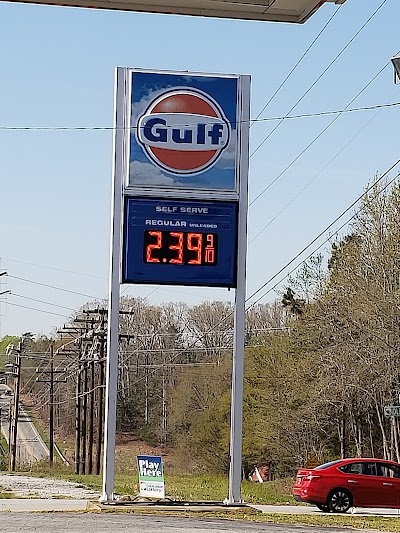 Gulf
SELF SERVE
REGULAR UNLEADED
2.39 9/10
Play
Here